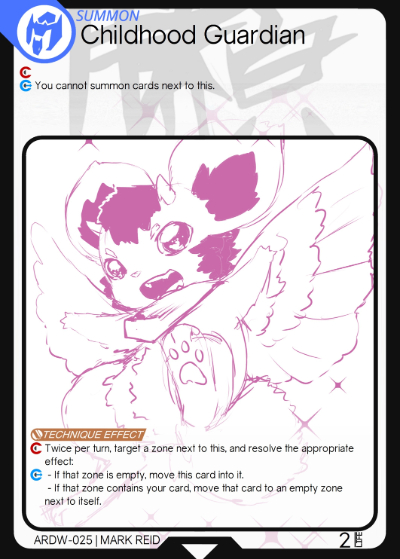 SUMMON
Childhood Guardian
You cannot summon cards next to this.
TECHNIQUE EFFECT
Twice per turn, target a zone next to this, and resolve the appropriate
effect:
- If that zone is empty, move this card into it.
- If that zone contains your card, move that card to an empty zone
next to itself.
ARDW-025 | MARK REID
2 LIFE